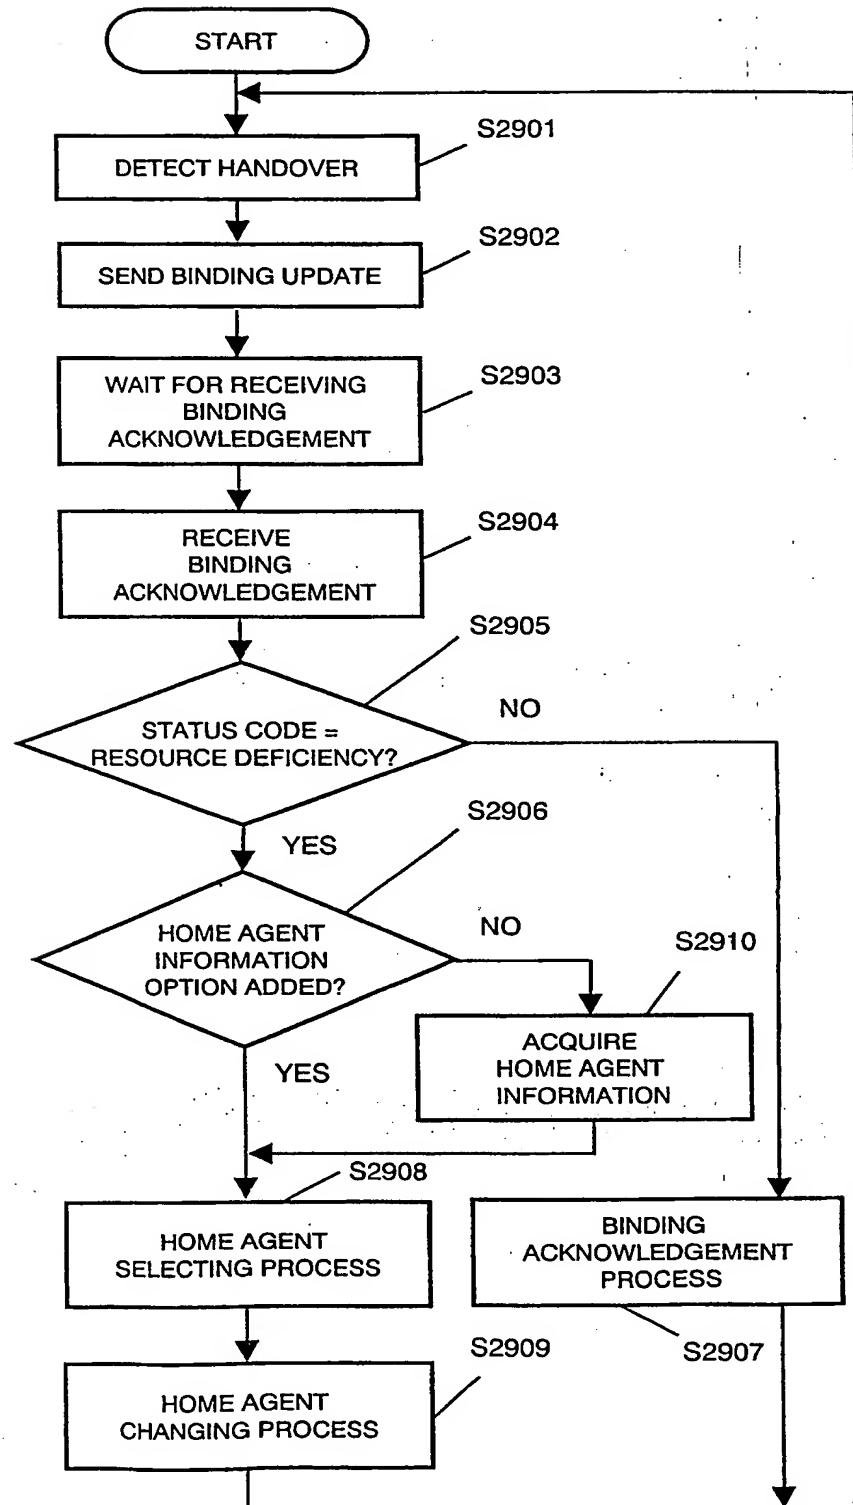 START
S2901
DETECT HANDOVER
S2902
SEND BINDING UPDATE
S2903
WAIT FOR RECEIVING
BINDING
ACKNOWLEDGEMENT
S2904
RECEIVE
BINDING
ACKNOWLEDGEMENT
S2905
STATUS CODE =
RESOURCE DEFICIENCY?
NO
YES
S2906
HOME AGENT
INFORMATION
OPTION ADDED?
NO
S2910
ACQUIRE
HOME AGENT
INFORMATION
YES
S2908
HOME AGENT
SELECTING PROCESS
BINDING
ACKNOWLEDGEMENT
PROCESS
S2907
S2909
HOME AGENT
CHANGING PROCESS